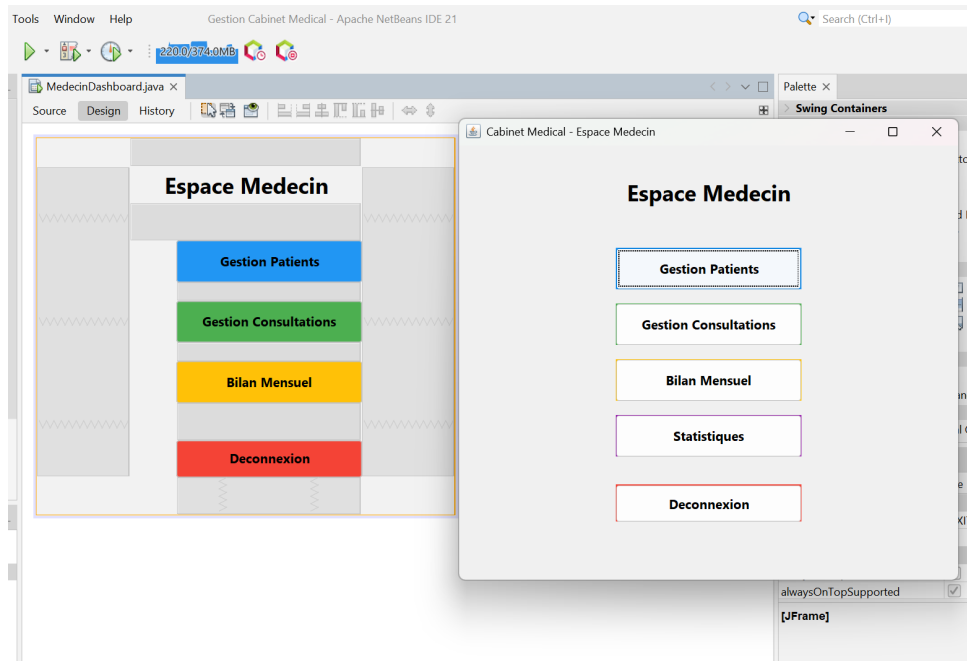 Tools Window Help Gestion Cabinet Medical - Apache NetBeans IDE 21 Search (Ctrl+I)
220.0/374.0MB
MedecinDashboard.java Palette
Source Design History Swing Containers
Cabinet Medical - Espace Medecin
Espace Medecin
Gestion Patients
Gestion Consultations
Bilan Mensuel
Deconnexion
Espace Medecin
Gestion Patients
Gestion Consultations
Bilan Mensuel
Statistiques
Deconnexion
alwaysOnTopSupported
[JFrame]